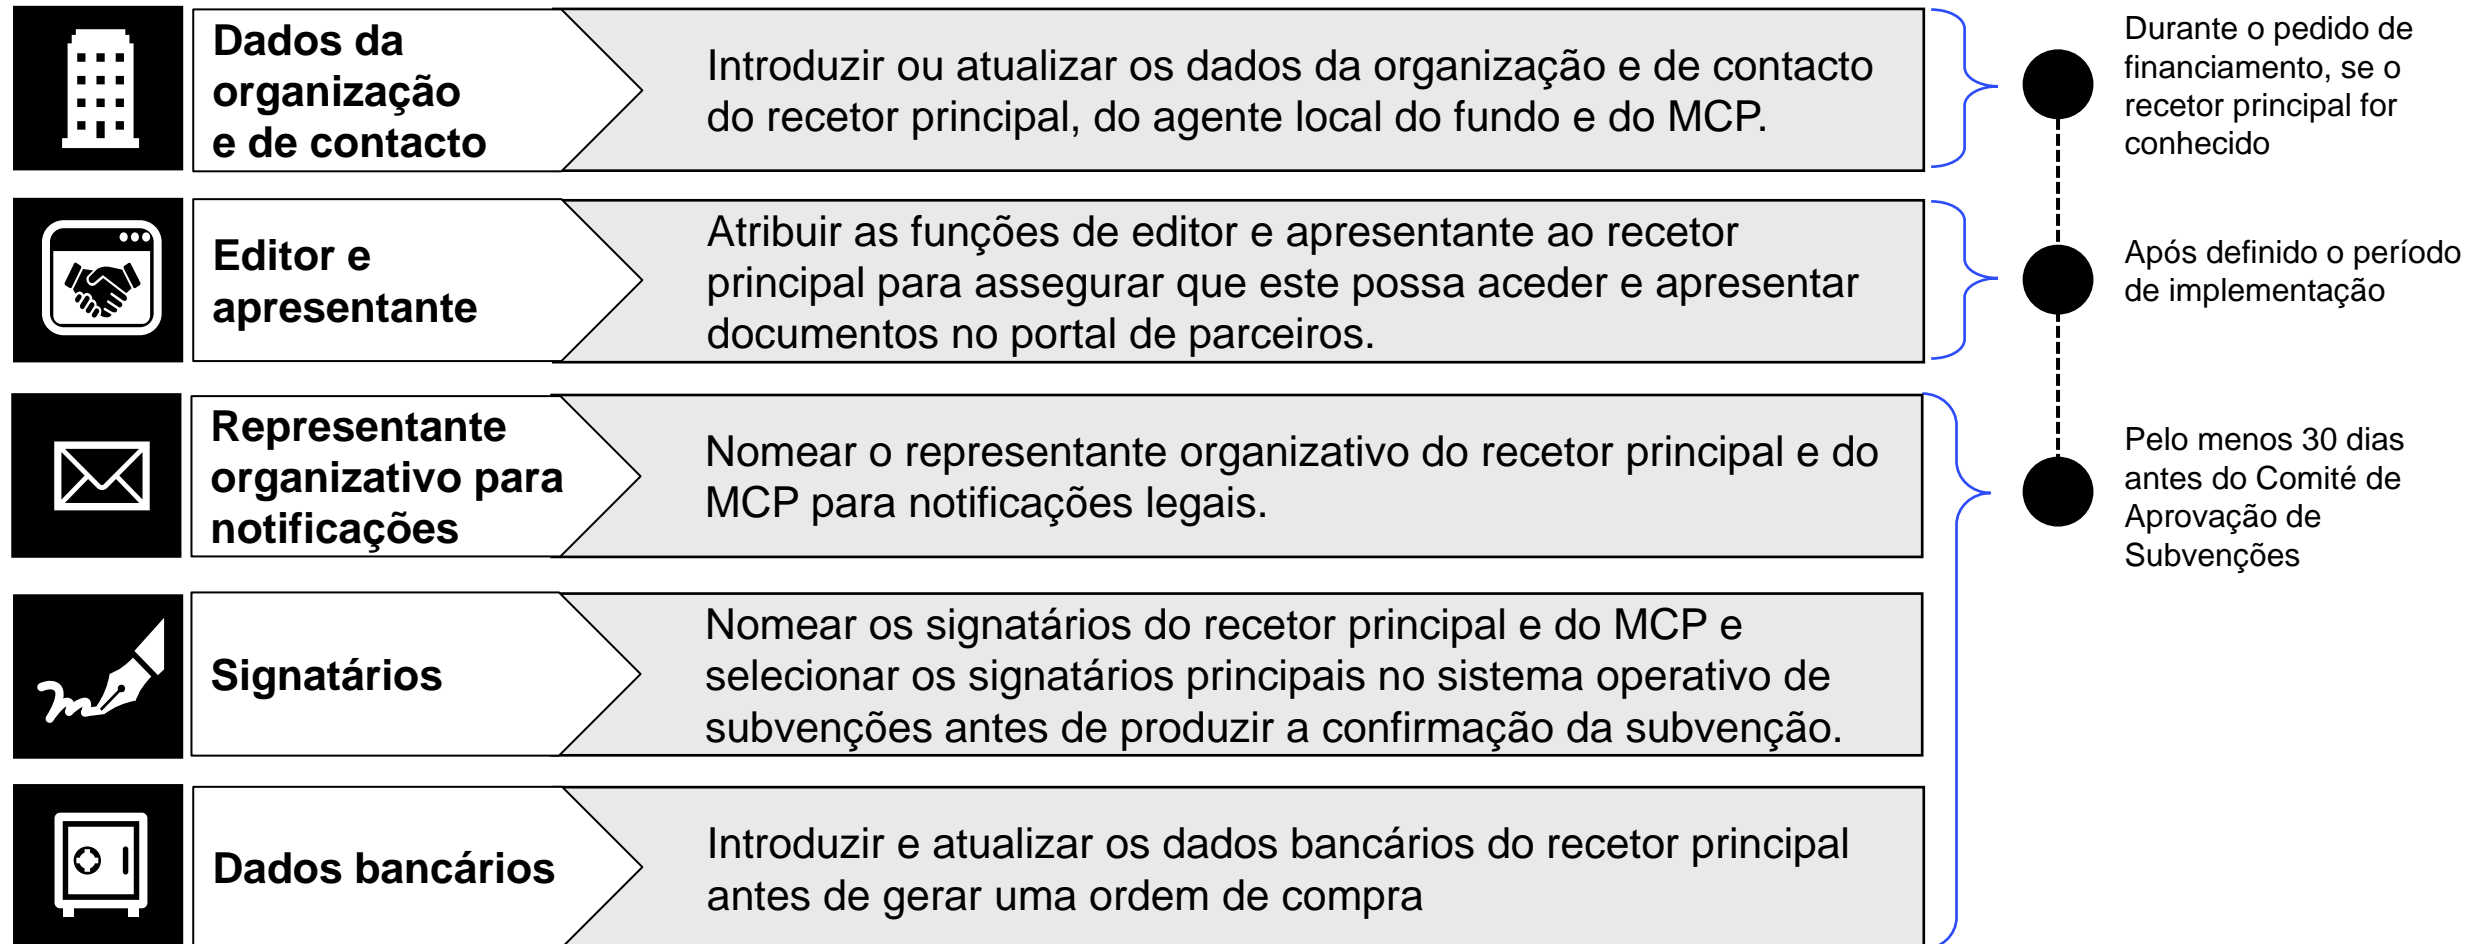 Dados da
organização
e de contacto
Introduzir ou atualizar os dados da organização e de contacto
do recetor principal, do agente local do fundo e do MCP.
Durante o pedido de
financiamento, se o
recetor principal for
conhecido
Editor e
apresentante
Atribuir as funções de editor e apresentante ao recetor
principal para assegurar que este possa aceder e apresentar
documentos no portal de parceiros.
Após definido o período
de implementação
Representante
organizativo para
notificações
Nomear o representante organizativo do recetor principal e do
MCP para notificações legais.
Pelo menos 30 dias
antes do Comité de
Aprovação de
Subvenções
Signatários
Nomear os signatários do recetor principal e do MCP e
selecionar os signatários principais no sistema operativo de
subvenções antes de produzir a confirmação da subvenção.
Dados bancários
Introduzir e atualizar os dados bancários do recetor principal
antes de gerar uma ordem de compra